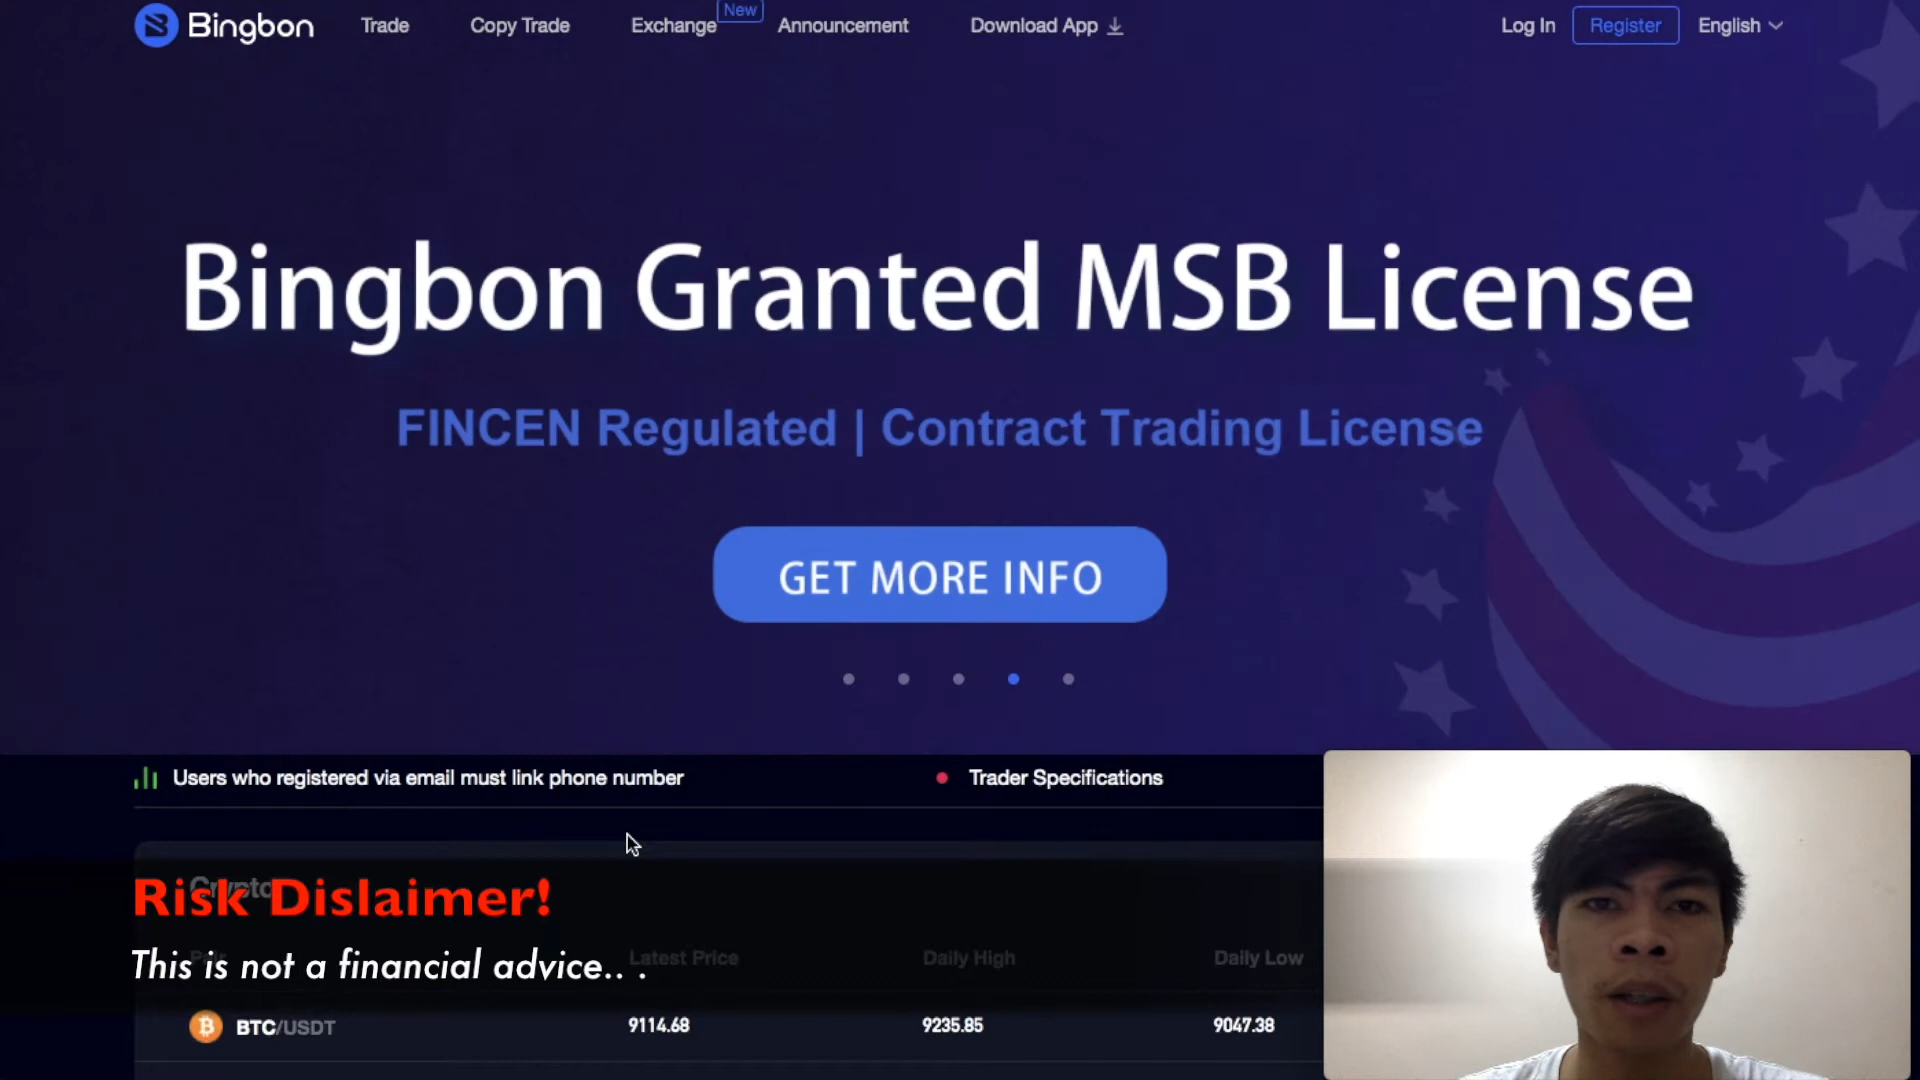 Bingbon
Trade
Copy Trade
Exchange
New
Announcement
Download App
Log In
Register
English
Bingbon Granted MSB License
FINCEN Regulated | Contract Trading License
GET MORE INFO
Users who registered via email must link phone number
Trader Specifications
Crypto
Risk Dislaimer!
This is not a financial advice.. .
Latest Price
Daily High
Daily Low
BTC/USDT
9114.68
9235.85
9047.38